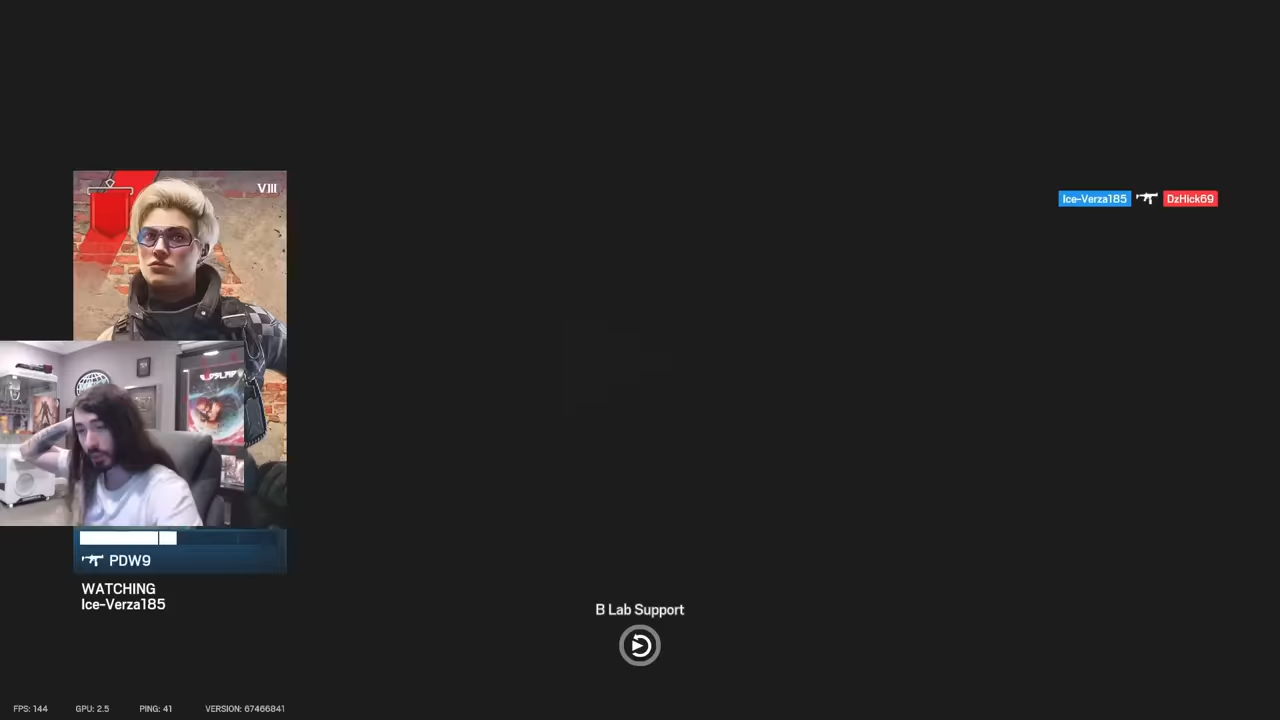 VIII
Ice-Verza185 DzHick69
PDW9
WATCHING
Ice-Verza185
B Lab Support
FPS: 144 GPU: 2.5 PING: 41 VERSION: 67466841